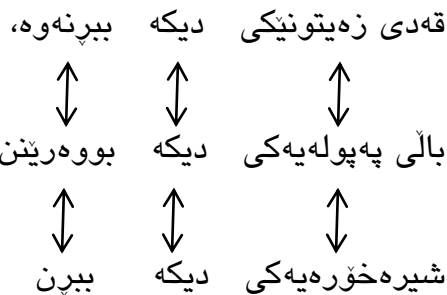 قەدی زەیتونێکی دیکە ببڕنەوە،
باڵی پەپولەیەکی دیکە بووەرێنن
شیرەخۆرەیەکی دیکە ببڕن